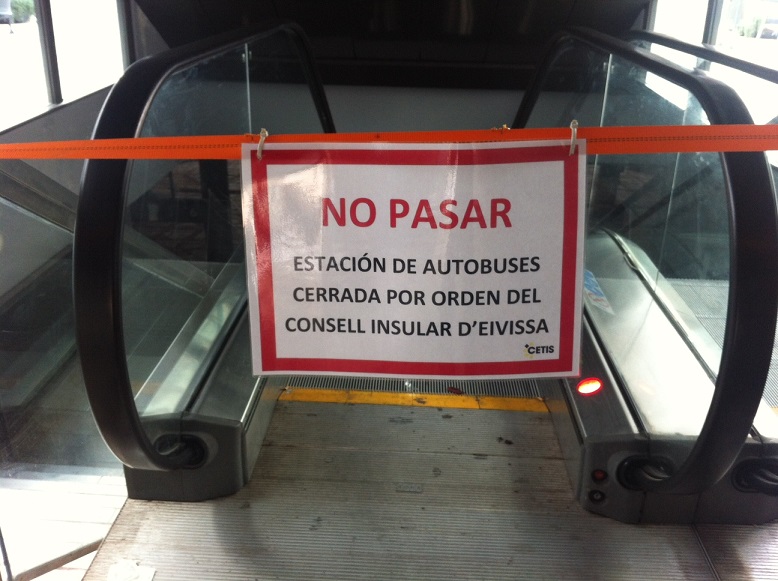 NO PASAR
ESTACIÓN DE AUTOBUSES
CERRADA POR ORDEN DEL
CONSELL INSULAR D'EIVISSA
CETIS